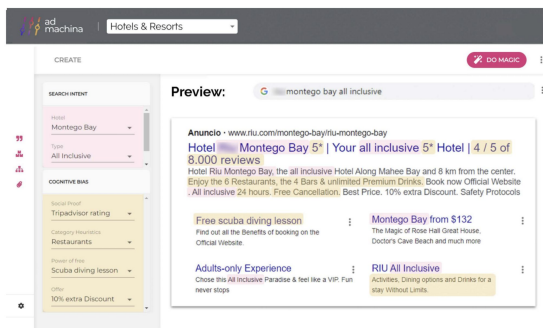 ad
machina
Hotels & Resorts
CREATE
DO MAGIC
SEARCH INTENT
Hotel
Montego Bay
Type
All Inclusive
COGNITIVE BIAS
Social Proof
Tripadvisor rating
Category Heuristics
Restaurants
Power of free
Scuba diving lesson
Offer
10% extra Discount
Preview:
G montego bay all inclusive
Anuncio · www.riu.com/montego-bay/riu-montego-bay
Hotel Montego Bay 5* | Your all inclusive 5* Hotel | 4 / 5 of
8.000 reviews
Hotel Riu Montego Bay, the all inclusive Hotel Along Mahee Bay and 8 km from the center.
Enjoy the 6 Restaurants, the 4 Bars & unlimited Premium Drinks. Book now Official Website
. All inclusive 24 hours. Free Cancellation. Best Price. 10% extra Discount. Safety Protocols
Free scuba diving lesson
Find out all the Benefits of booking on the
Official Website
Montego Bay from $132
The Magic of Rose Hall Great House,
Doctor's Cave Beach and much more
Adults-only Experience
Chose this All inclusive Paradise & feel like a VIP. Fun
never stops
RIU All Inclusive
Activities, Dining options and Drinks for a
stay Without Limits.